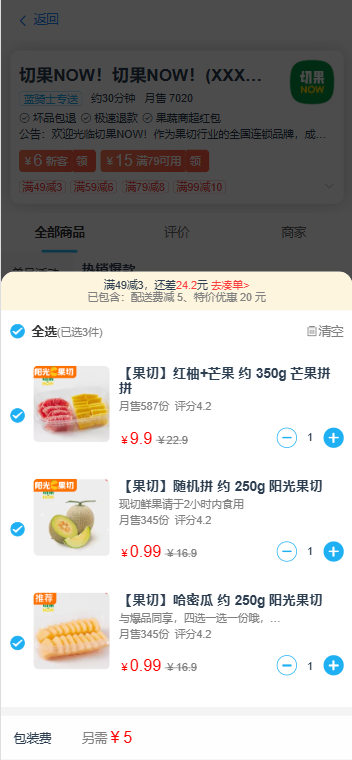 返回
切果NOW！切果NOW！(XXX…
切果
NOW
蓝骑士专送 约30分钟 月售 7020
坏品包退 极速退款 果蔬商超红包
公告：欢迎光临切果NOW！作为果切行业的全国连锁品牌，成…
¥6 新客 领 ¥15 满79可用 领
满49减3 满59减6 满79减8 满99减10
全部商品 评价 商家
热销爆款
满49减3，还差24.2元 去凑单>
已包含：配送费减 5、特价优惠 20 元
全选(已选3件) 清空
阳光 果切
【果切】红柚+芒果 约 350g 芒果拼
拼
月售587份 评分4.2
¥9.9 ¥22.9 1
阳光 果切
【果切】随机拼 约 250g 阳光果切
现切鲜果请于2小时内食用
月售345份 评分4.2
¥0.99 ¥16.9 1
推荐
【果切】哈密瓜 约 250g 阳光果切
与爆品同享，四选一选一份哦，…
月售345份 评分4.2
¥0.99 ¥16.9 1
包装费 另需¥5